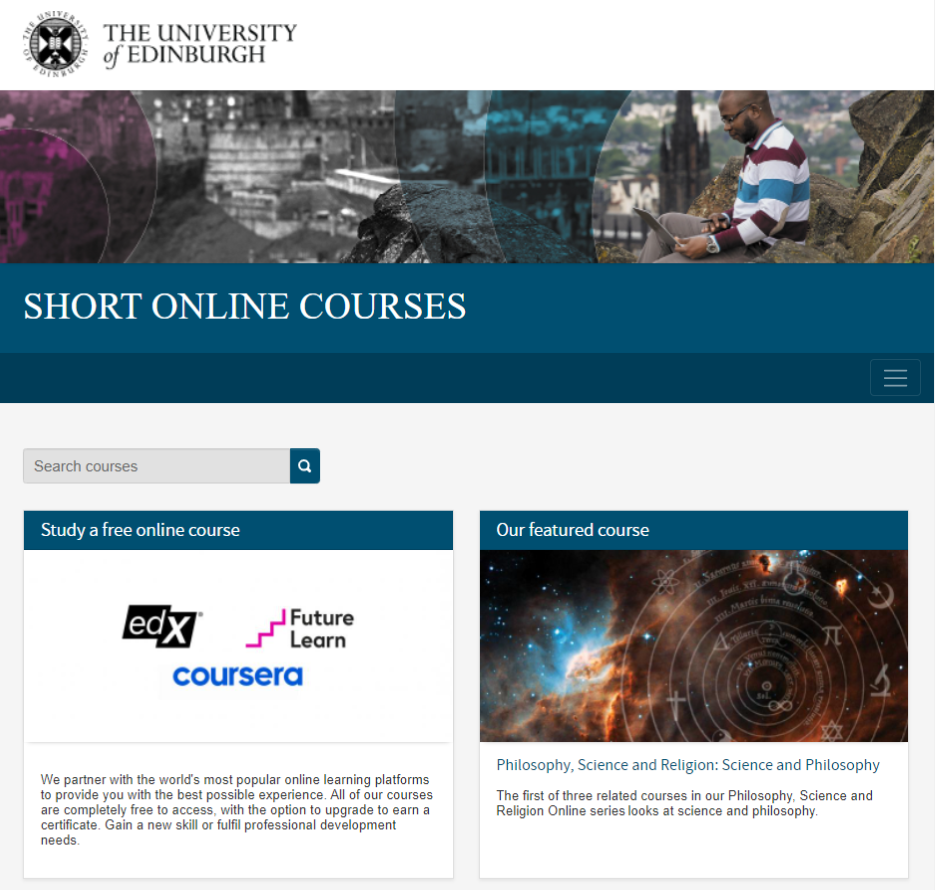 THE UNIVERSITY
of EDINBURGH
SHORT ONLINE COURSES
Search courses
Study a free online course
edX
Future
Learn
coursera
We partner with the world's most popular online learning platforms
to provide you with the best possible experience. All of our courses
are completely free to access, with the option to upgrade to earn a
certificate. Gain a new skill or fulfil professional development
needs.
Our featured course
Philosophy, Science and Religion: Science and Philosophy
The first of three related courses in our Philosophy, Science and
Religion Online series looks at science and philosophy.